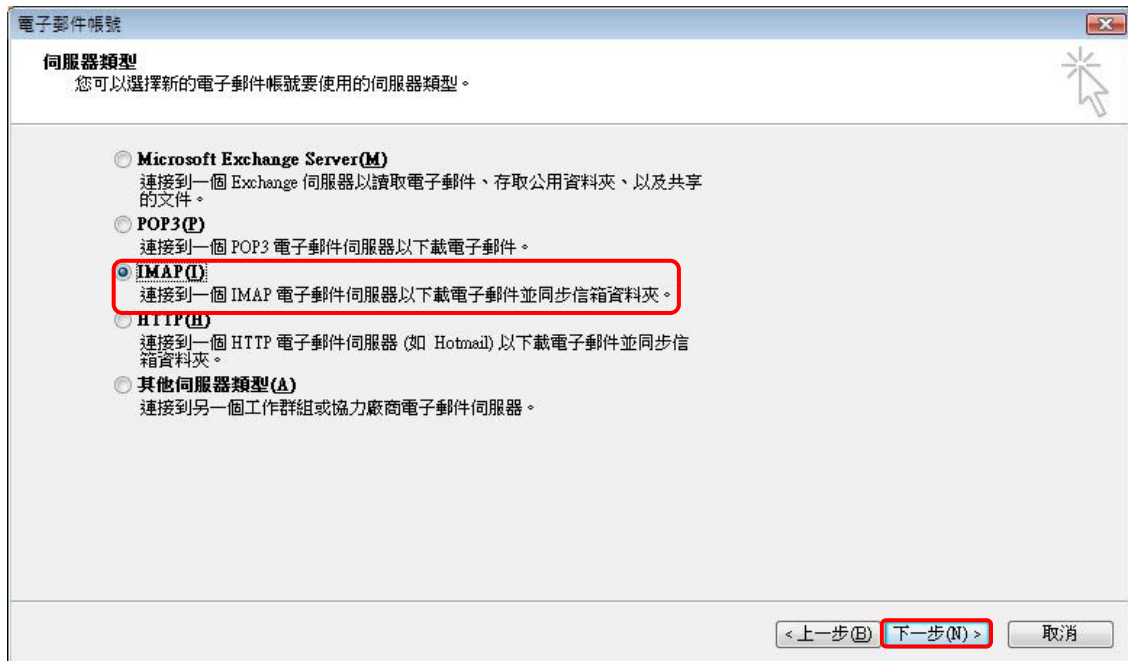 電子郵件帳號
伺服器類型
您可以選擇新的電子郵件帳號要使用的伺服器類型。
Microsoft Exchange Server(M)
連接到一個 Exchange 伺服器以讀取電子郵件、存取公用資料夾、以及共享
的文件。
POP3(P)
連接到一個 POP3 電子郵件伺服器以下載電子郵件。
IMAP(I)
連接到一個 IMAP 電子郵件伺服器以下載電子郵件並同步信箱資料夾。
HTTP(H)
連接到一個 HTTP 電子郵件伺服器 (如 Hotmail) 以下載電子郵件並同步信
箱資料夾。
其他伺服器類型(A)
連接到另一個工作群組或協力廠商電子郵件伺服器。
<上一步(B) 下一步(N) > 取消